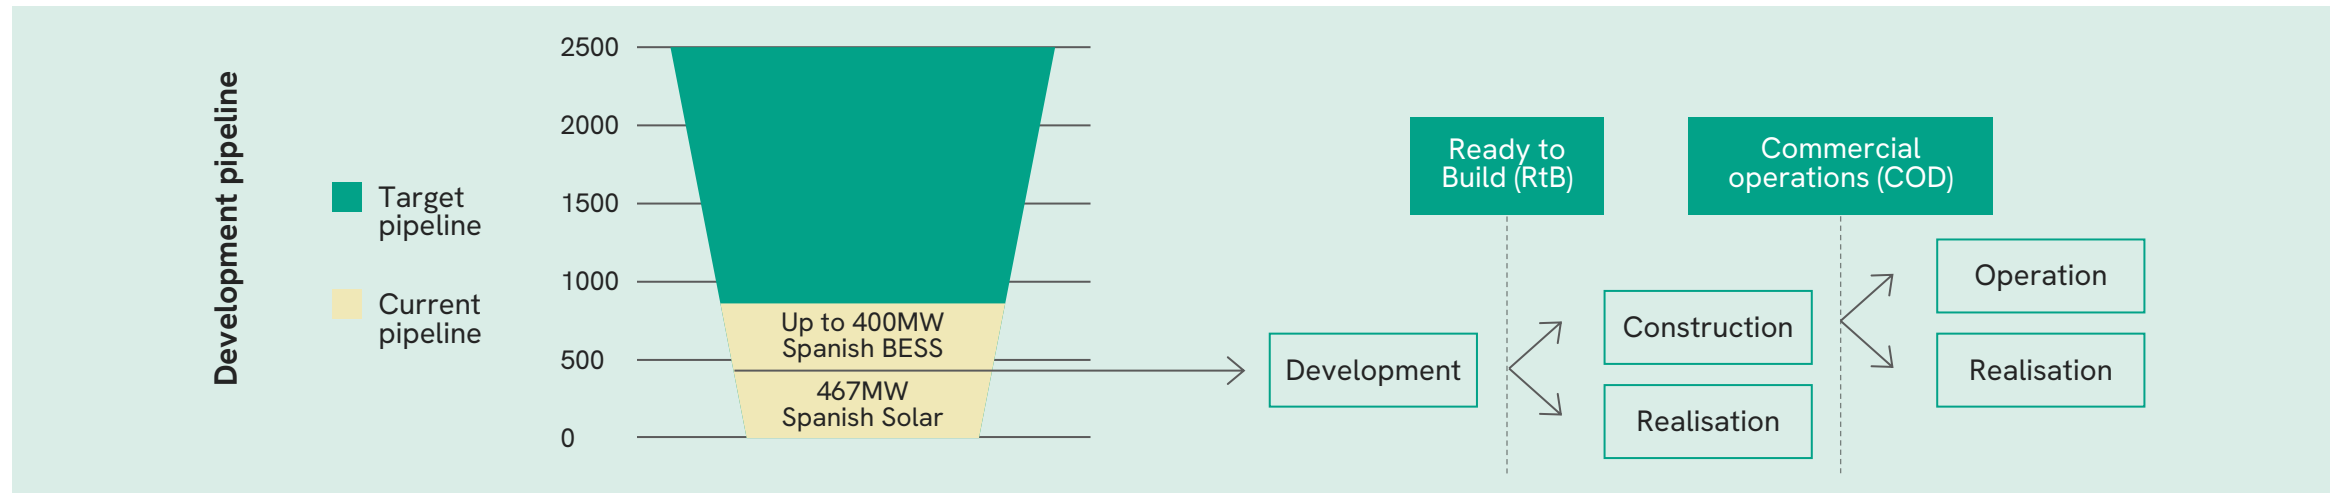 Development pipeline
Target
pipeline
Current
pipeline
2500
2000
1500
1000
500
0
Up to 400MW
Spanish BESS
467MW
Spanish Solar
Development
Ready to
Build (RtB)
Construction
Realisation
Commercial
operations (COD)
Operation
Realisation